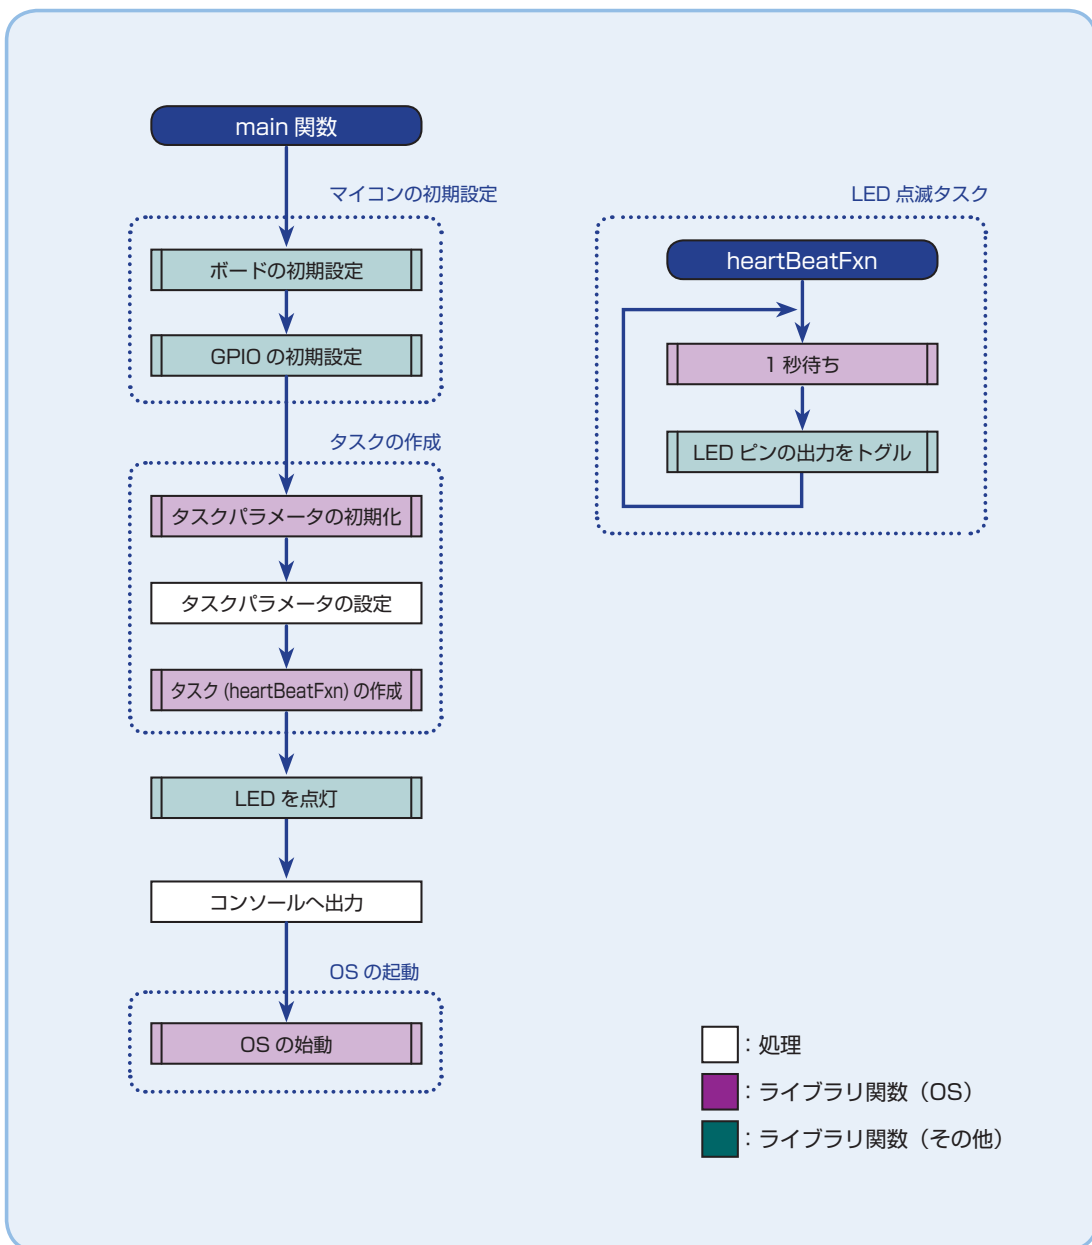 main 関数
マイコンの初期設定
ボードの初期設定
GPIO の初期設定
タスクの作成
タスクパラメータの初期化
タスクパラメータの設定
タスク (heartBeatFxn) の作成
LED を点灯
コンソールへ出力
OS の起動
OS の始動
LED 点滅タスク
heartBeatFxn
1 秒待ち
LED ピンの出力をトグル
：処理
：ライブラリ関数（OS）
：ライブラリ関数（その他）